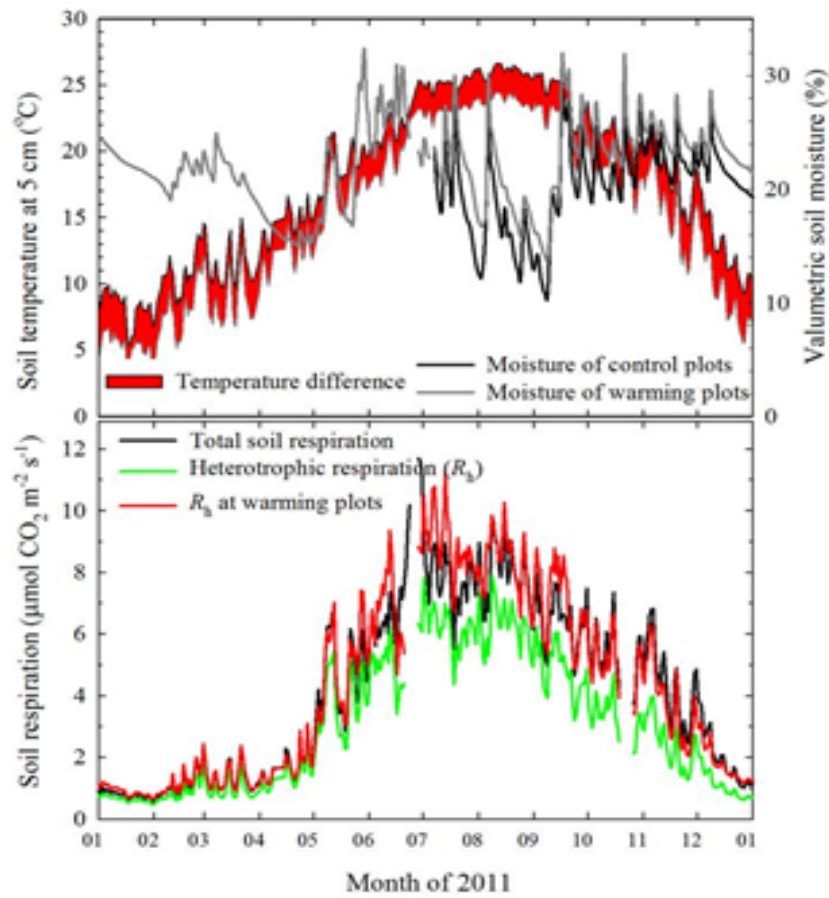 30
25
20
15
10
5
0
Soil temperature at 5 cm (°C)
30
20
10
0
Valumetric soil moisture (%)
Temperature difference
Moisture of control plots
Moisture of warming plots
12
10
8
6
4
2
0
Soil respiration (μmol CO₂ m⁻² s⁻¹)
Total soil respiration
Heterotrophic respiration (Rₕ)
Rₕ at warming plots
01 02 03 04 05 06 07 08 09 10 11 12 01
Month of 2011